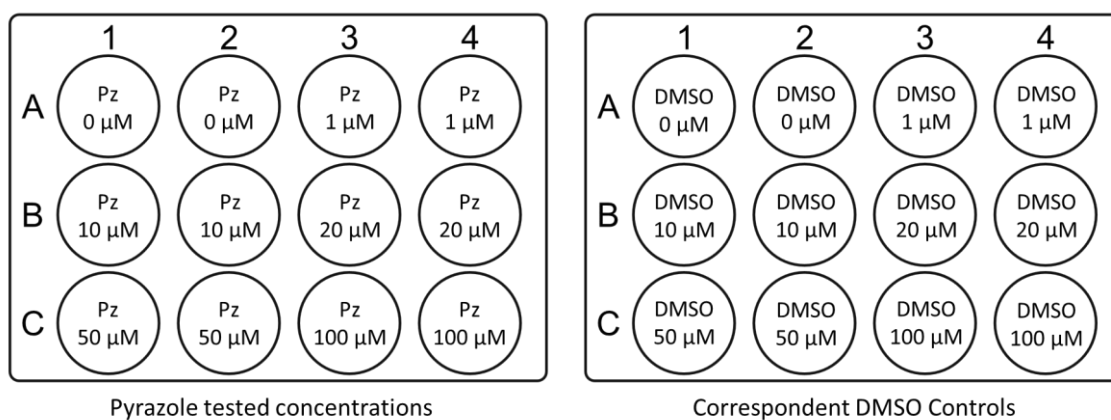 1 2 3 4
A
Pz
0 µM
Pz
0 µM
Pz
1 µM
Pz
1 µM
B
Pz
10 µM
Pz
10 µM
Pz
20 µM
Pz
20 µM
C
Pz
50 µM
Pz
50 µM
Pz
100 µM
Pz
100 µM
Pyrazole tested concentrations
1 2 3 4
A
DMSO
0 µM
DMSO
0 µM
DMSO
1 µM
DMSO
1 µM
B
DMSO
10 µM
DMSO
10 µM
DMSO
20 µM
DMSO
20 µM
C
DMSO
50 µM
DMSO
50 µM
DMSO
100 µM
DMSO
100 µM
Correspondent DMSO Controls